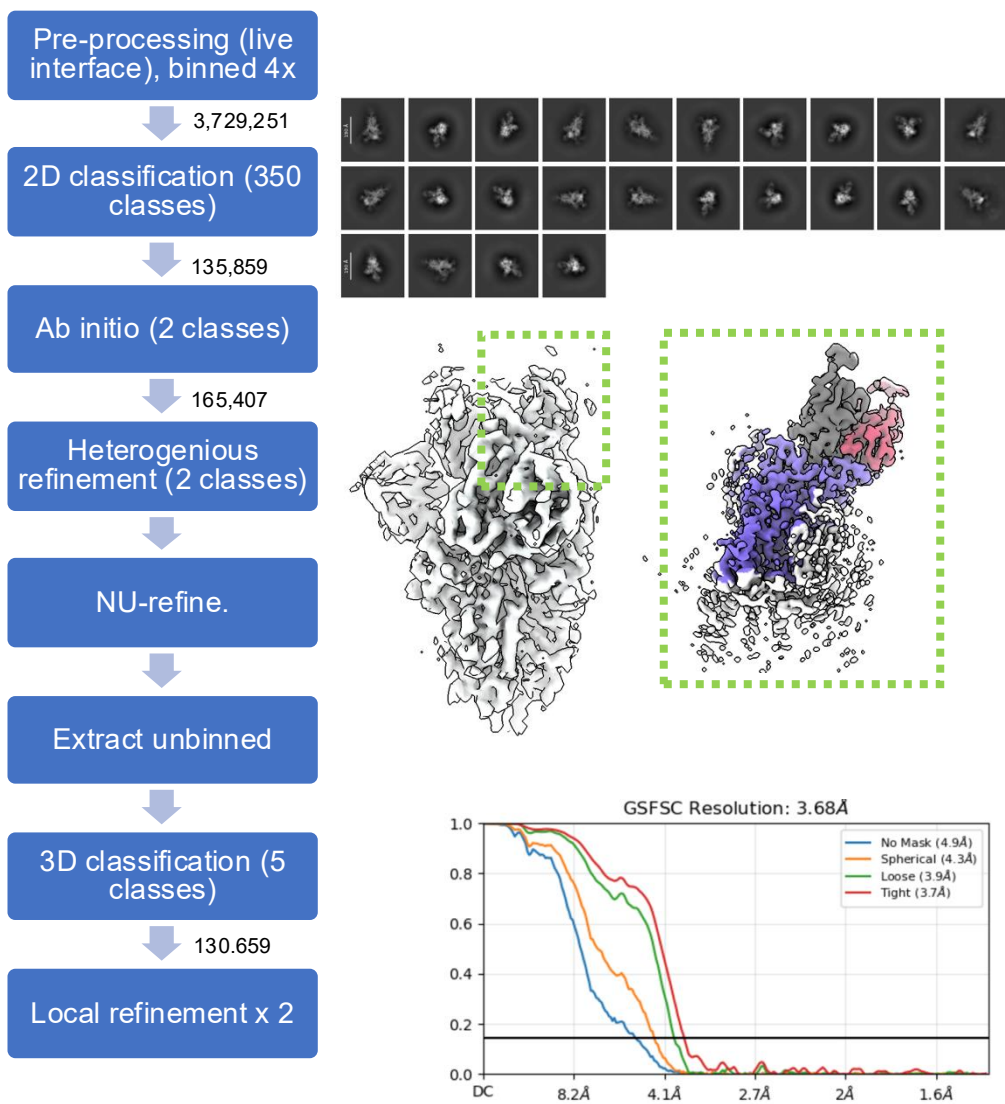 Pre-processing (live
interface), binned 4x
3,729,251
2D classification (350
classes)
135,859
Ab initio (2 classes)
165,407
Heterogenious
refinement (2 classes)
NU-refine.
Extract unbinned
3D classification (5
classes)
130.659
Local refinement x 2
GSFSC Resolution: 3.68Å
No Mask (4.9Å)
Spherical (4.3Å)
Loose (3.9Å)
Tight (3.7Å)
1.0
0.8
0.6
0.4
0.2
0.0
DC
8.2Å
4.1Å
2.7Å
2Å
1.6Å